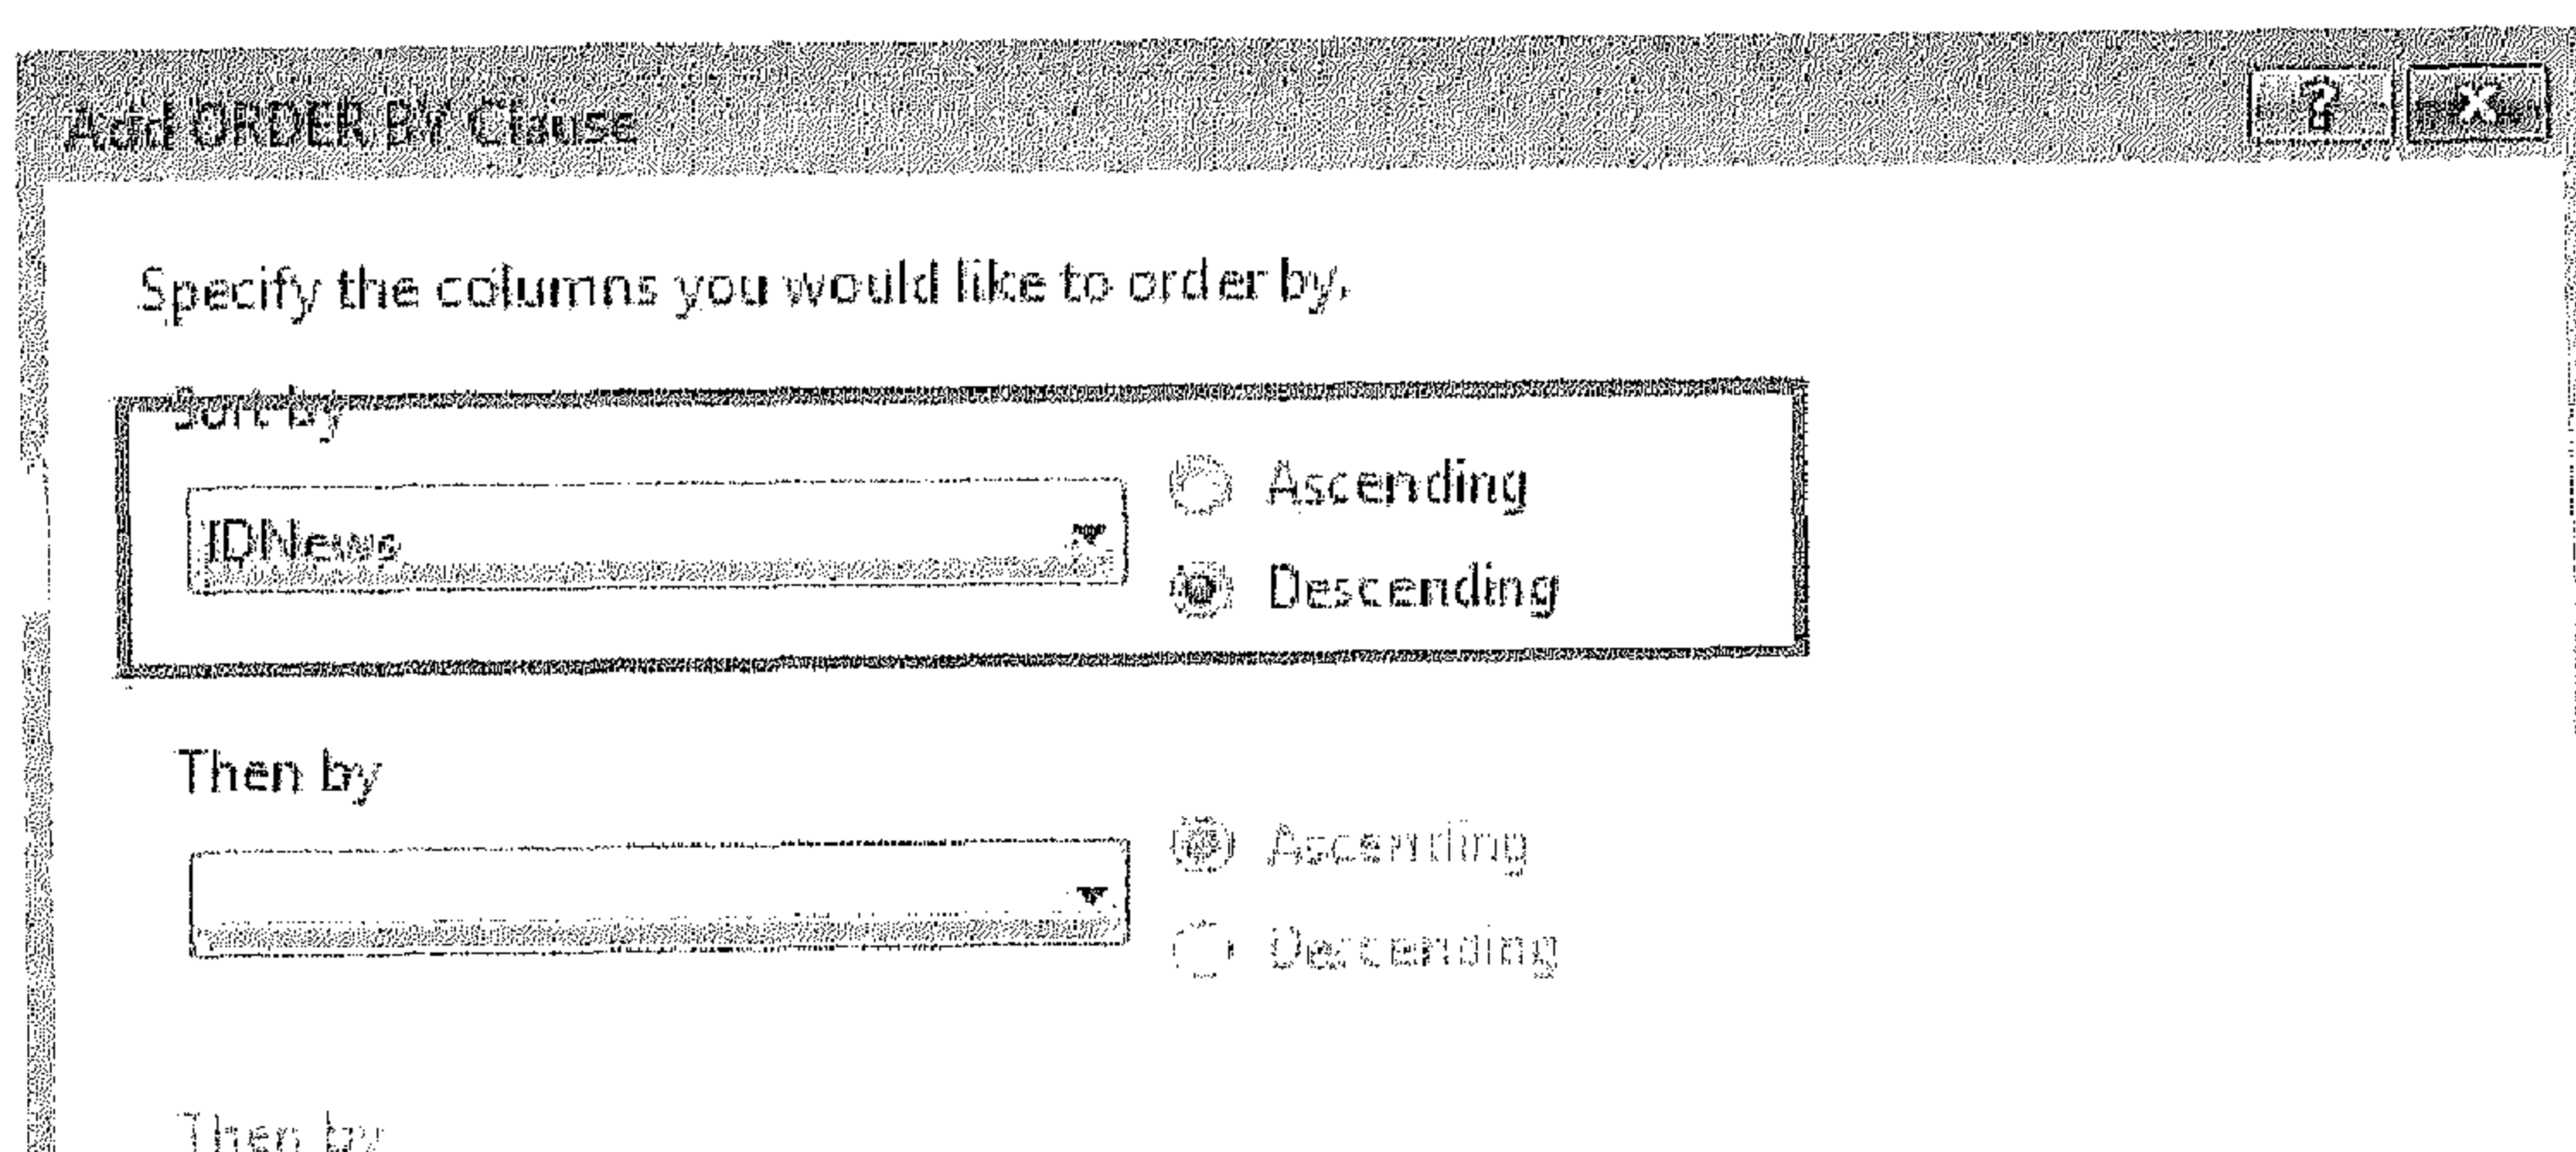 Add ORDER BY Clause
Specify the columns you would like to order by.
Sort by
IDNews
Ascending
Descending
Then by
Ascending
Descending
Then by